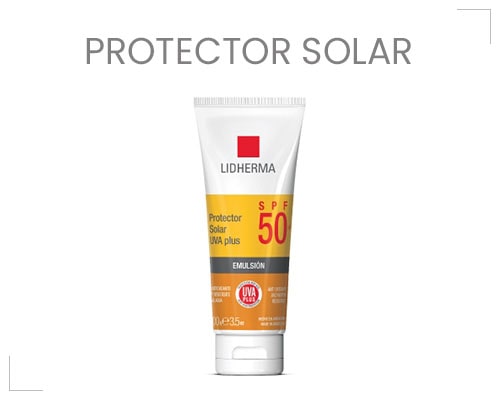 PROTECTOR SOLAR
LIDHERMA
SPF
50
Protector
Solar
UVA plus
EMULSIÓN
UVA
PLUS